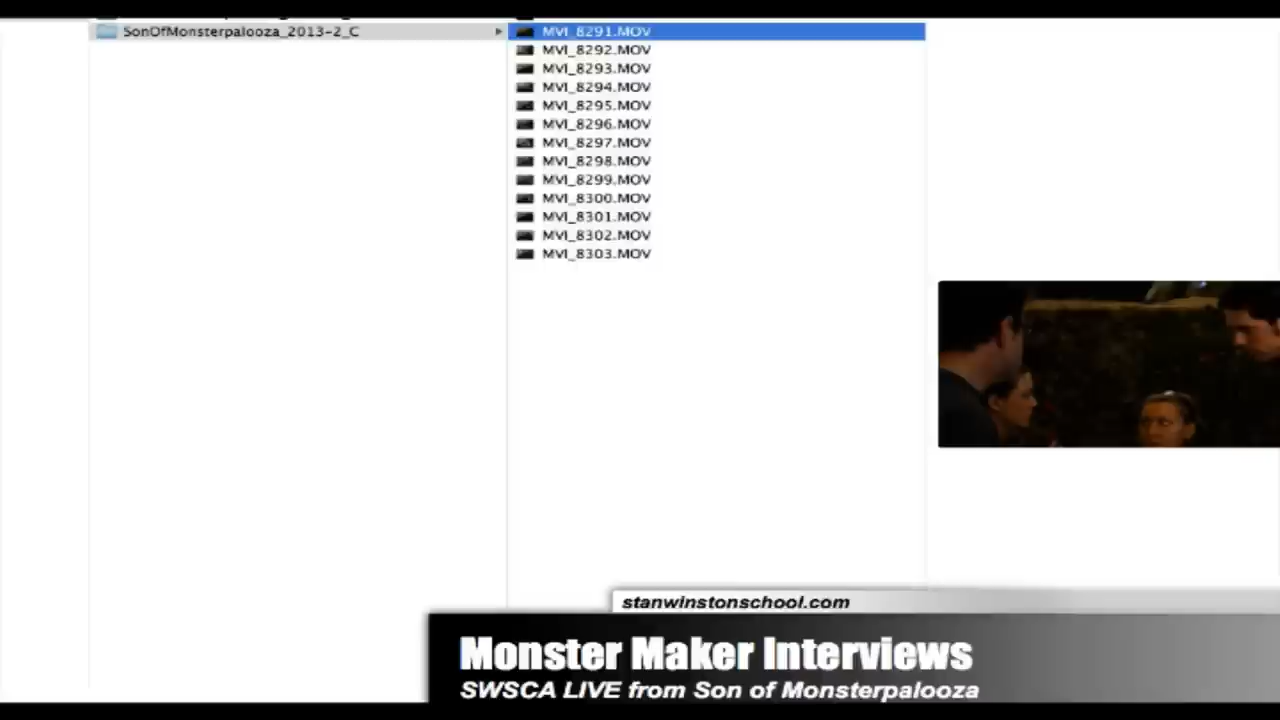 SonOfMonsterpalooza_2013-2_C
MVI_8291.MOV
MVI_8292.MOV
MVI_8293.MOV
MVI_8294.MOV
MVI_8295.MOV
MVI_8296.MOV
MVI_8297.MOV
MVI_8298.MOV
MVI_8299.MOV
MVI_8300.MOV
MVI_8301.MOV
MVI_8302.MOV
MVI_8303.MOV
stanwinstonschool.com
Monster Maker Interviews
SWSCA LIVE from Son of Monsterpalooza